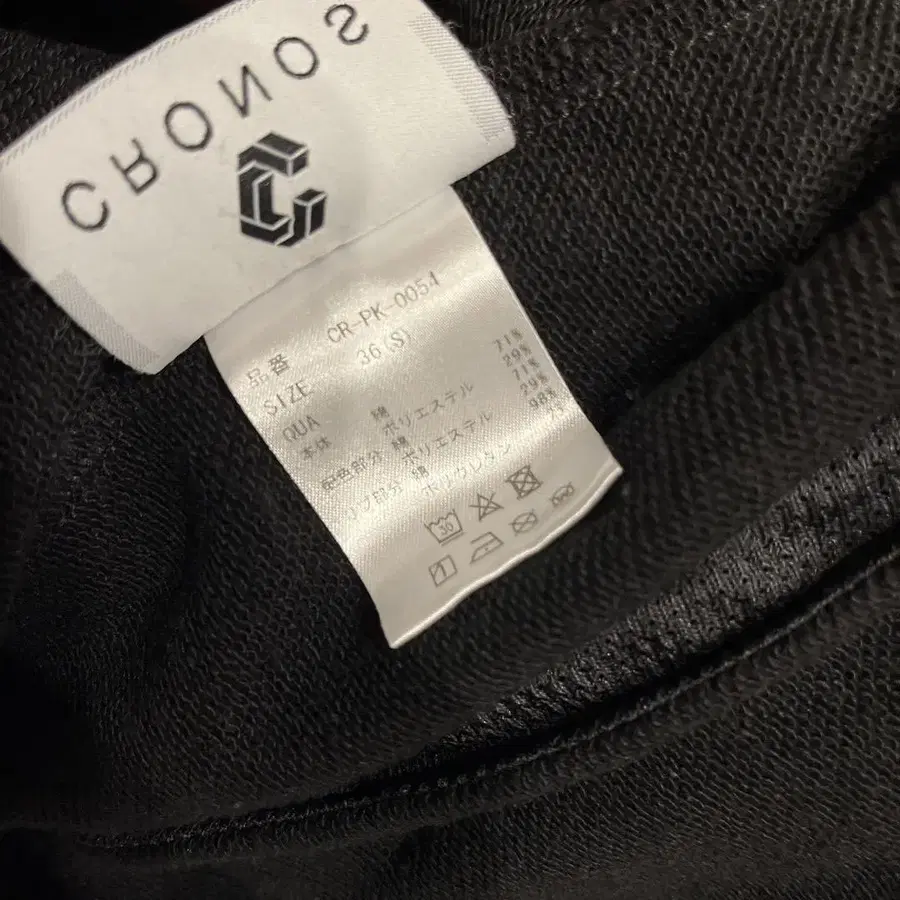 CRONOS
品番 CR-PK-0054
SIZE 36(S)
QUA
本体 綿 71%
ポリエステル 29%
配色部分 綿 71%
ポリエステル 29%
リブ部分 綿 98%
ポリウレタン
30